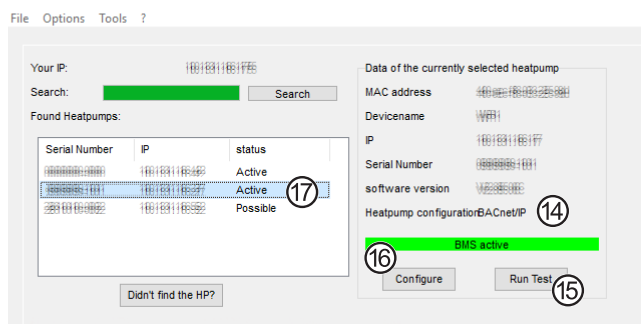 File Options Tools ?
Your IP:
Search: Search
Found Heatpumps:
Serial Number IP status
Active
Active 17
Possible
Didn't find the HP?
Data of the currently selected heatpump
MAC address
Devicename
IP
Serial Number
software version
Heatpump configurationBACnet/IP 14
BMS active
16
Configure Run Test 15